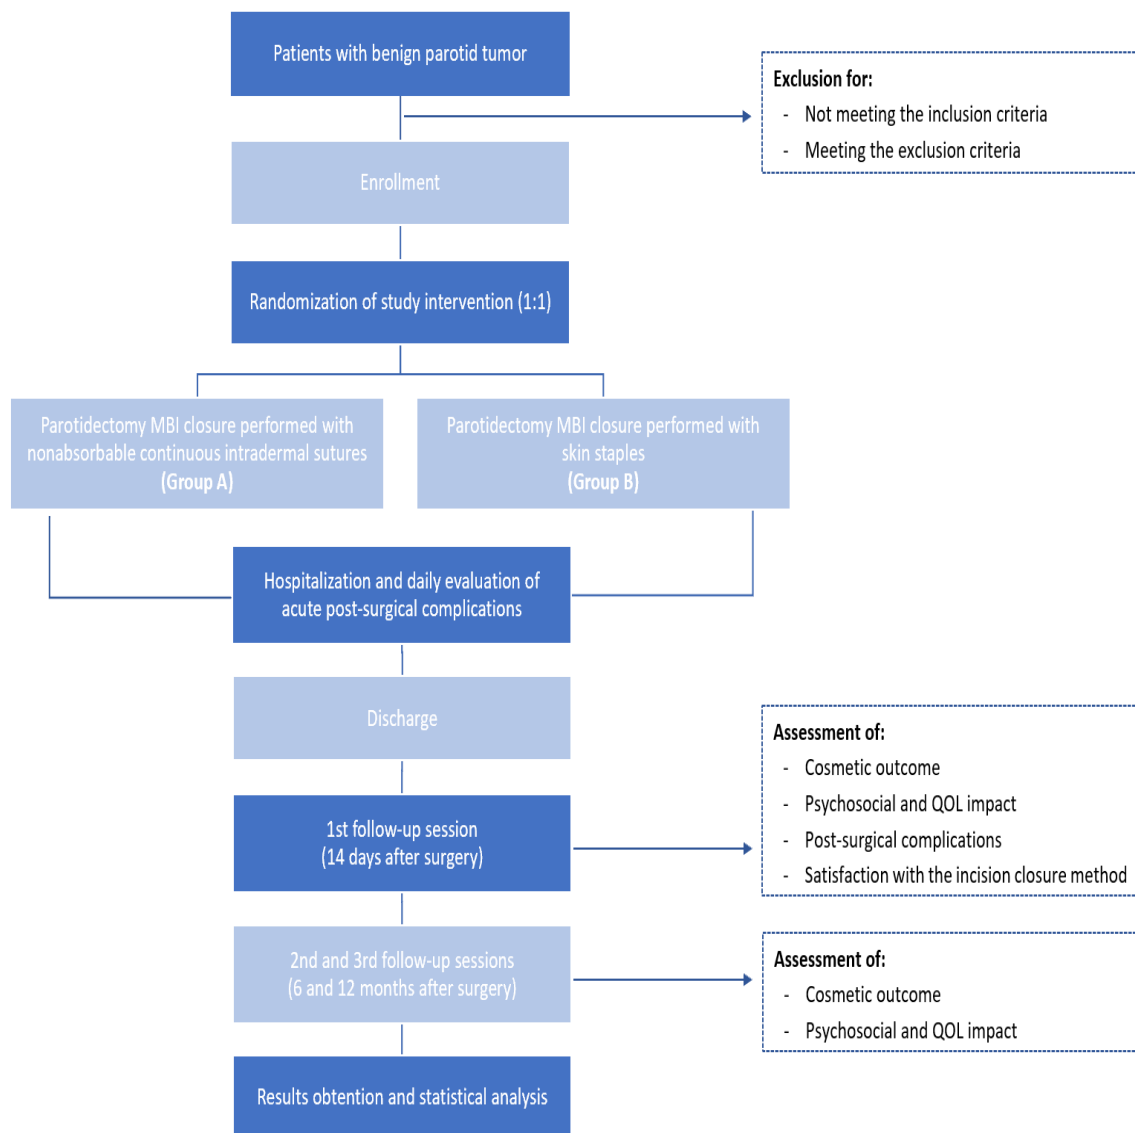 Patients with benign parotid tumor
Exclusion for:
- Not meeting the inclusion criteria
- Meeting the exclusion criteria
Enrollment
Randomization of study intervention (1:1)
Parotidectomy MBI closure performed with
nonabsorbable continuous intradermal sutures
(Group A)
Parotidectomy MBI closure performed with
skin staples
(Group B)
Hospitalization and daily evaluation of
acute post-surgical complications
Discharge
1st follow-up session
(14 days after surgery)
Assessment of:
- Cosmetic outcome
- Psychosocial and QOL impact
- Post-surgical complications
- Satisfaction with the incision closure method
2nd and 3rd follow-up sessions
(6 and 12 months after surgery)
Assessment of:
- Cosmetic outcome
- Psychosocial and QOL impact
Results obtention and statistical analysis